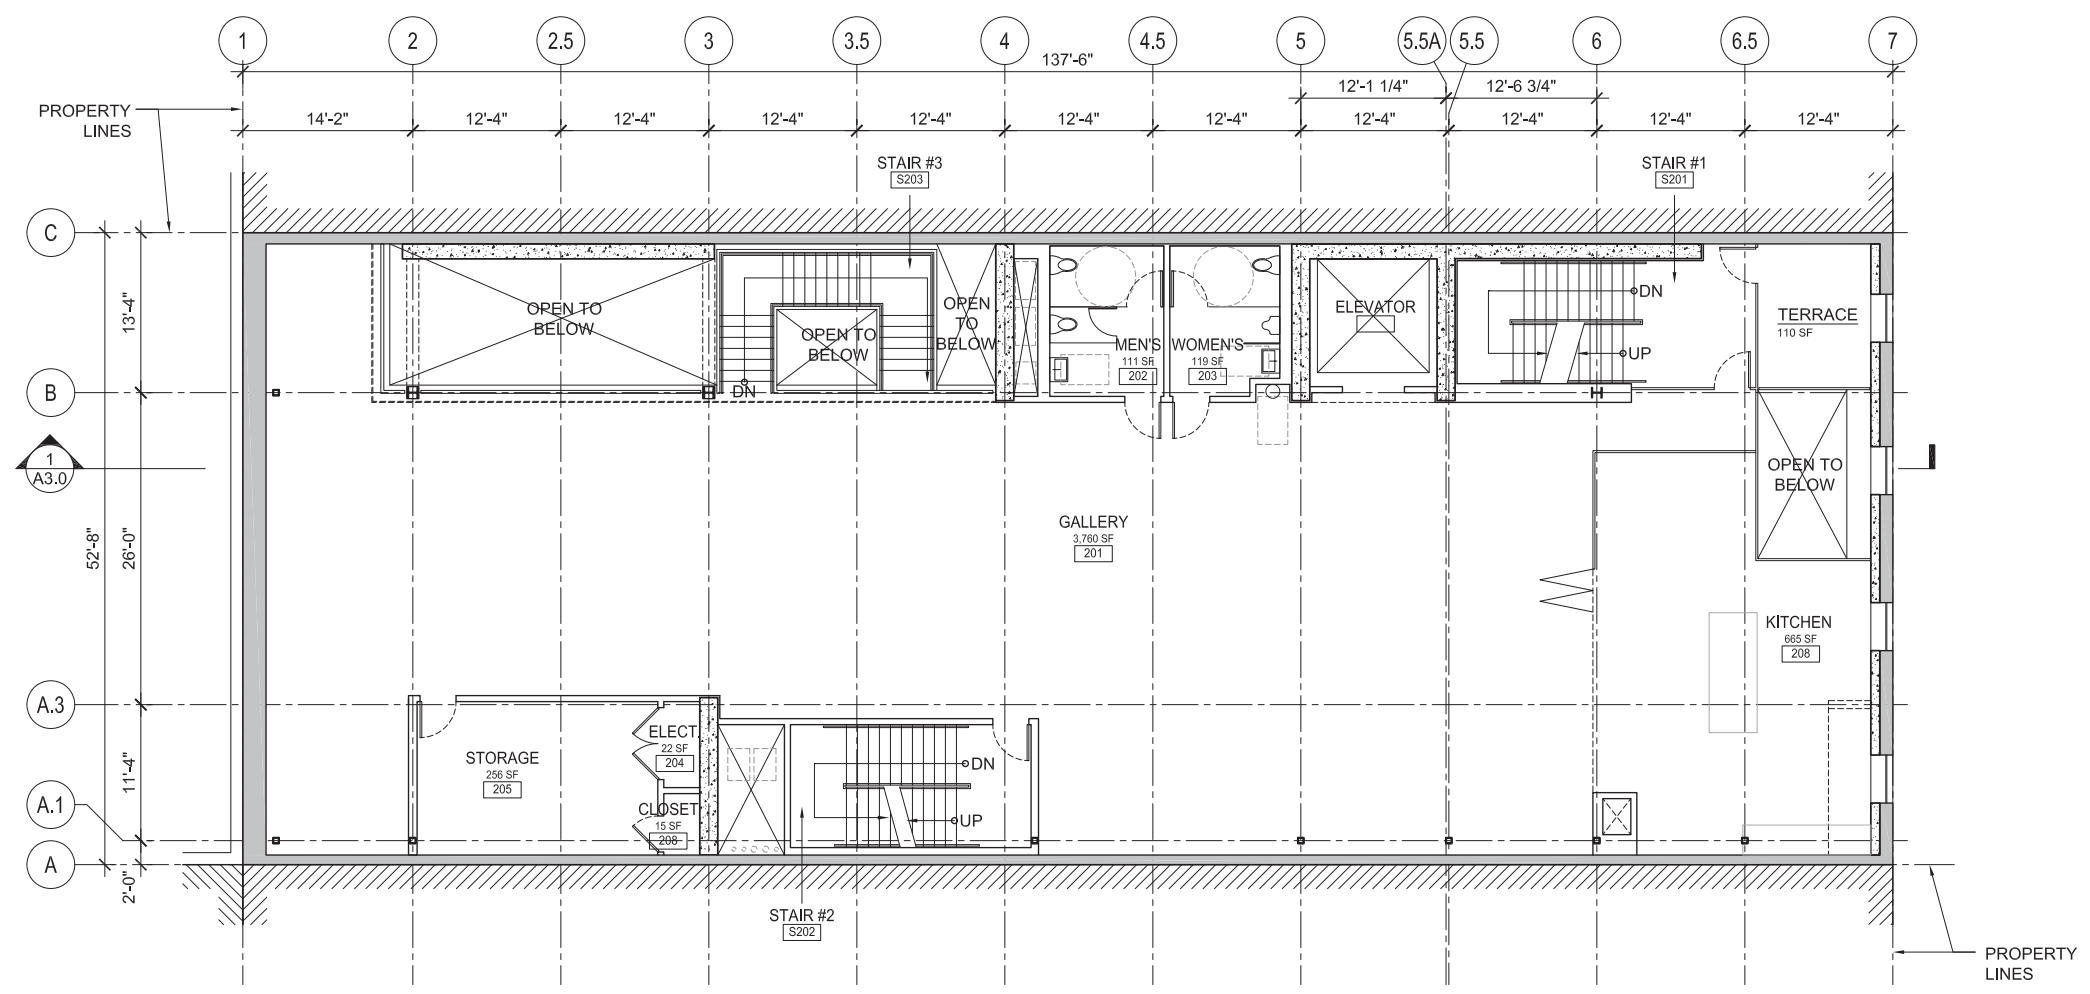 1 2 2.5 3 3.5 4 4.5 5 5.5A 5.5 6 6.5 7
137'-6"
12'-1 1/4" 12'-6 3/4"
PROPERTY
LINES
14'-2" 12'-4" 12'-4" 12'-4" 12'-4" 12'-4" 12'-4" 12'-4" 12'-4" 12'-4" 12'-4"
STAIR #3
S203
STAIR #1
S201
C
B
1
A3.0
A.3
A.1
A
52'-8"
13'-4"
26'-0"
11'-4"
2'-0"
OPEN TO
BELOW
OPEN TO
BELOW
DN
OPEN
TO
BELOW
MEN'S
111 SF
202
WOMEN'S
119 SF
203
ELEVATOR
DN
UP
TERRACE
110 SF
OPEN TO
BELOW
GALLERY
3,760 SF
201
KITCHEN
665 SF
208
STORAGE
256 SF
205
ELECT.
22 SF
204
CLOSET
15 SF
208
DN
UP
STAIR #2
S202
PROPERTY
LINES